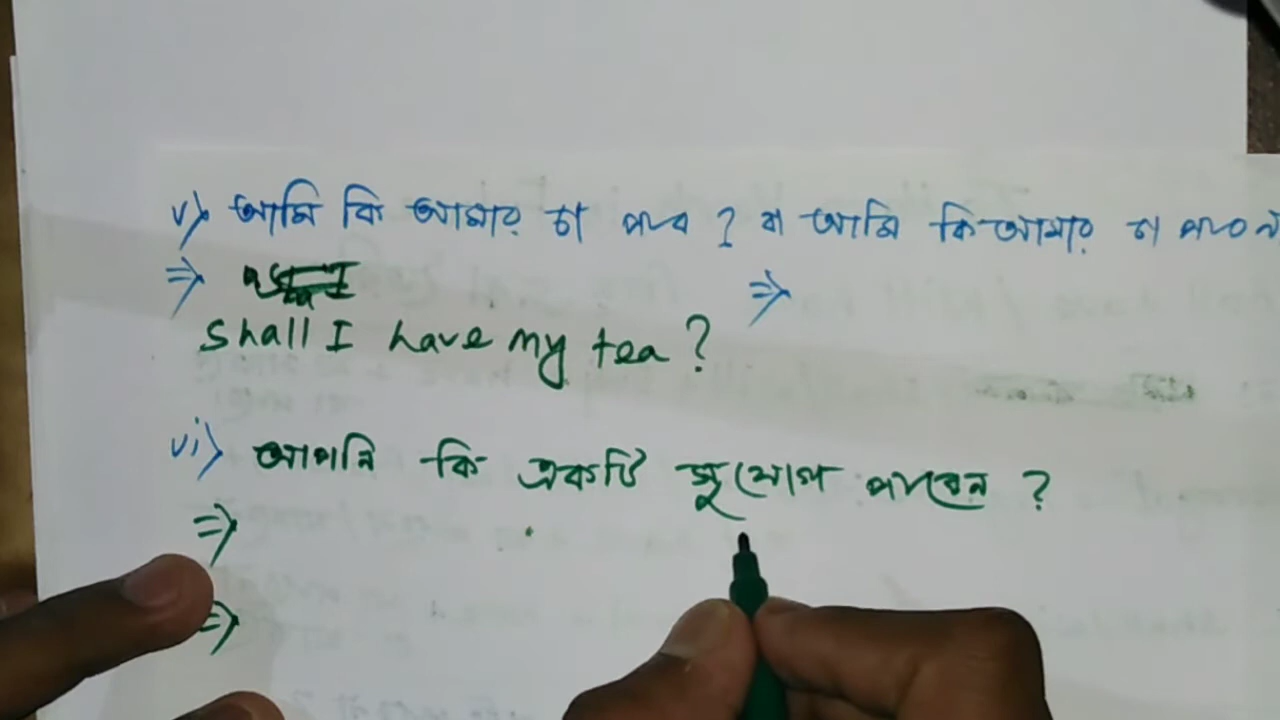 v) আমি কি আমার চা পাব ? বা আমি কি আমার চা
⇒ ⇒
Shall I have my tea ?
vi) আপনি কি একটি সুযোগ পাবেন ?
⇒
⇒